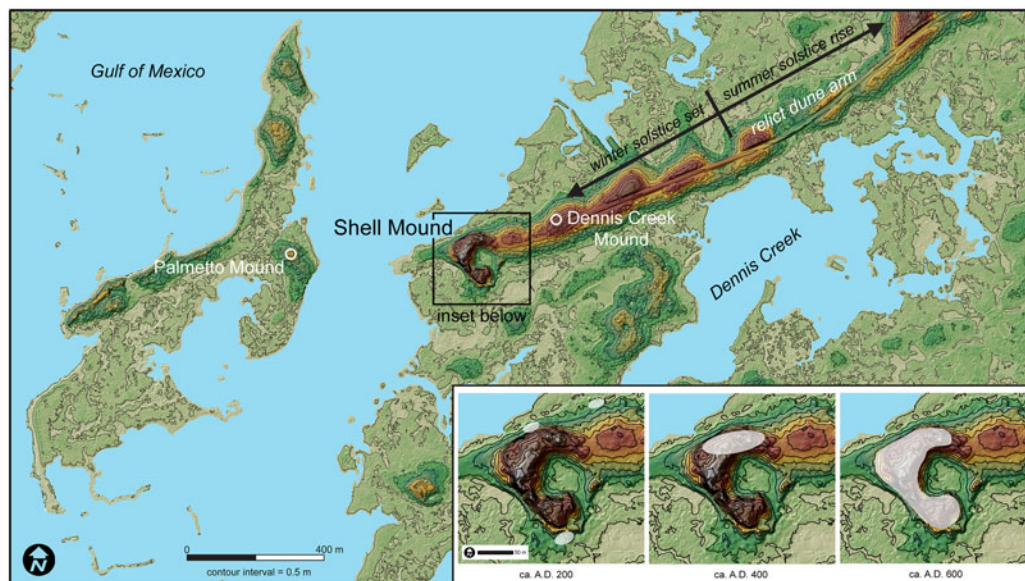 Gulf of Mexico
summer solstice rise
winter solstice set
relict dune arm
Shell Mound
Dennis Creek
Mound
Palmetto Mound
Dennis Creek
inset below
N
400 m
contour interval = 0.5 m
N
50 m
ca. A.D. 200
ca. A.D. 400
ca. A.D. 600